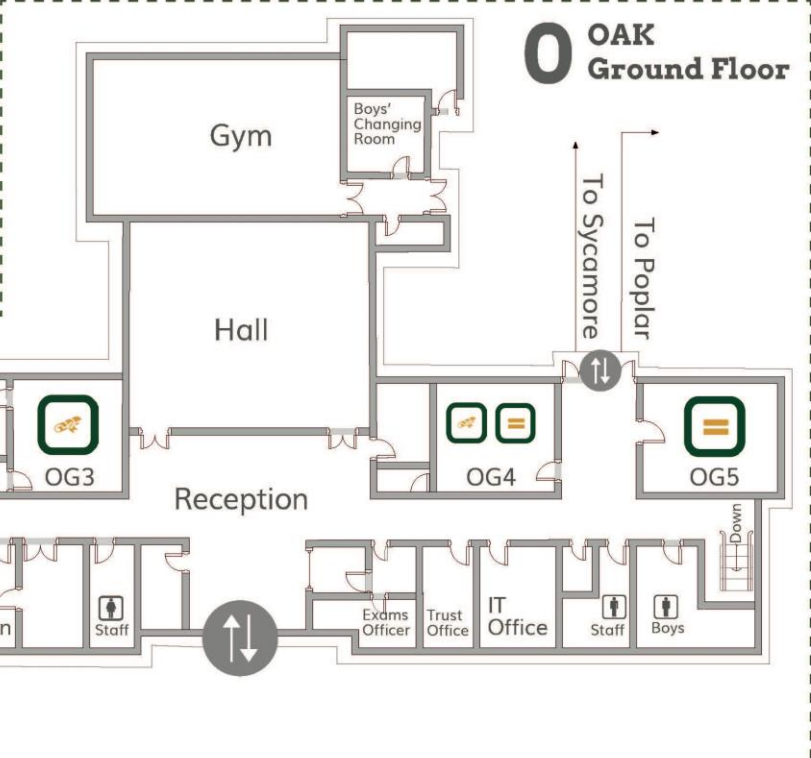 0
OAK
Ground Floor
Boys'
Changing
Room
Gym
To Sycamore
To Poplar
Hall
OG3
OG4
OG5
Reception
Down
n
Staff
Exams
Officer
Trust
Office
IT
Office
Staff
Boys